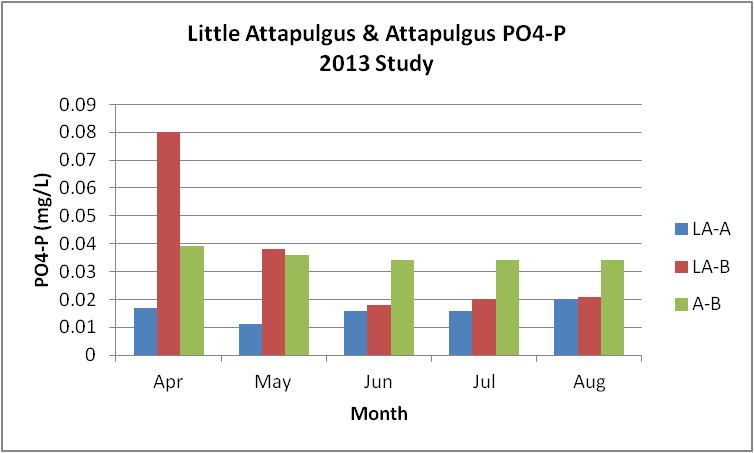 Little Attapulgus & Attapulgus PO4-P
2013 Study
PO4-P (mg/L)
0.09
0.08
0.07
0.06
0.05
0.04
0.03
0.02
0.01
0
Apr May Jun Jul Aug
Month
LA-A
LA-B
A-B